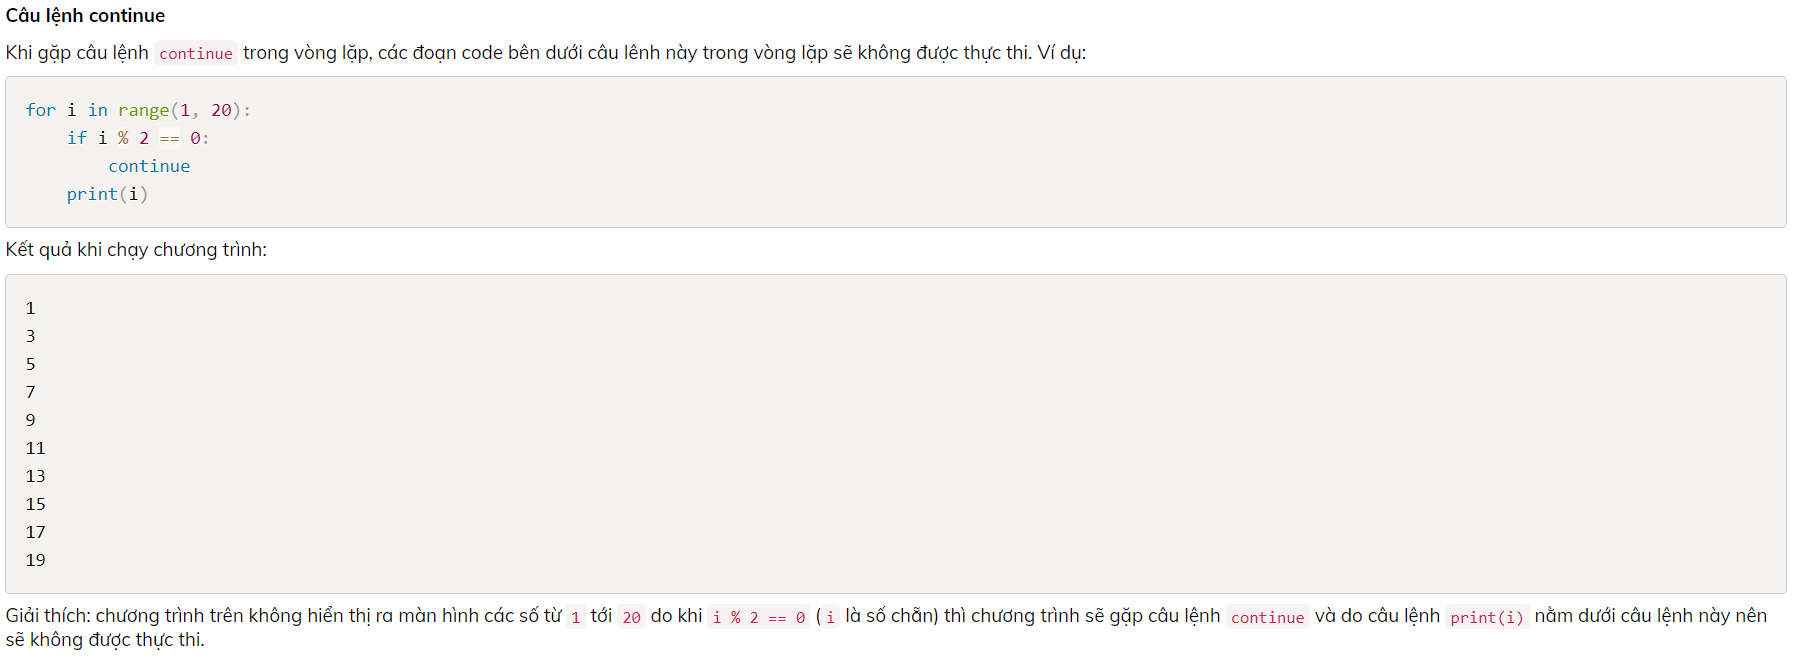 Câu lệnh continue
Khi gặp câu lệnh continue trong vòng lặp, các đoạn code bên dưới câu lênh này trong vòng lặp sẽ không được thực thi. Ví dụ:
for i in range(1, 20):
    if i % 2 == 0:
        continue
    print(i)
Kết quả khi chạy chương trình:
1
3
5
7
9
11
13
15
17
19
Giải thích: chương trình trên không hiển thị ra màn hình các số từ 1 tới 20 do khi i % 2 == 0 ( i là số chẵn) thì chương trình sẽ gặp câu lệnh continue và do câu lệnh print(i) nằm dưới câu lệnh này nên
sẽ không được thực thi.